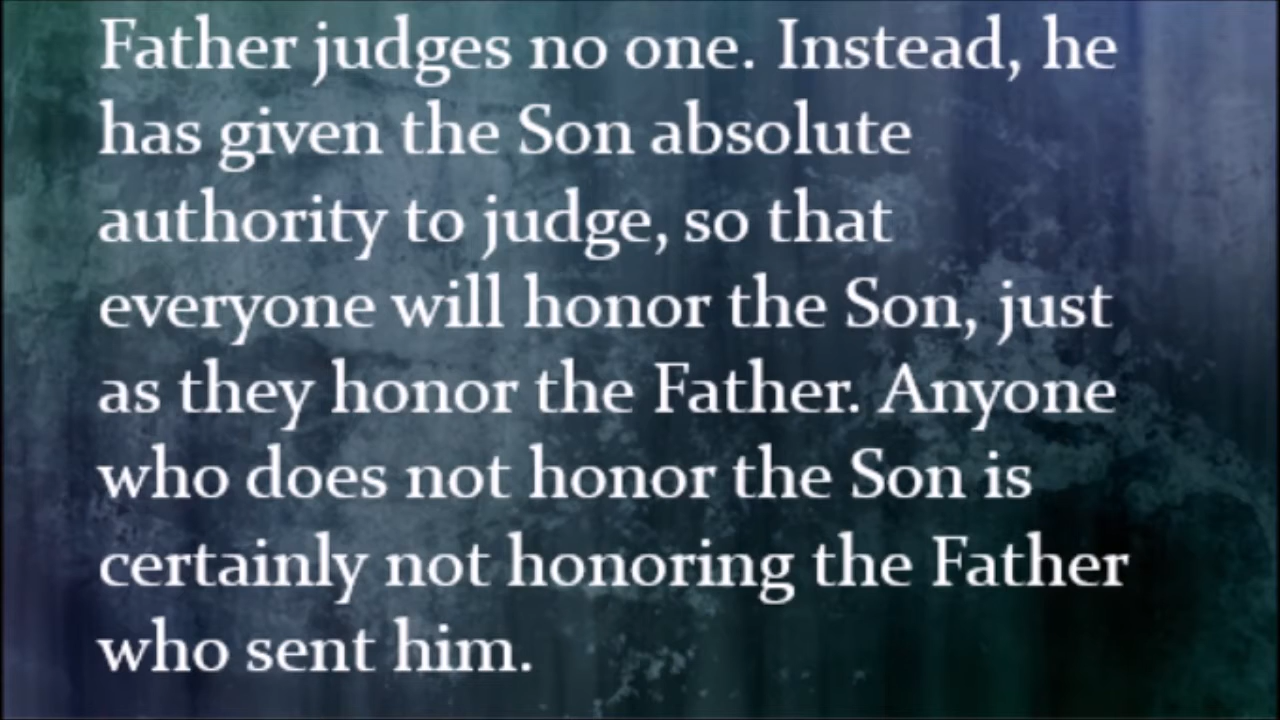 Father judges no one. Instead, he
has given the Son absolute
authority to judge, so that
everyone will honor the Son, just
as they honor the Father. Anyone
who does not honor the Son is
certainly not honoring the Father
who sent him.